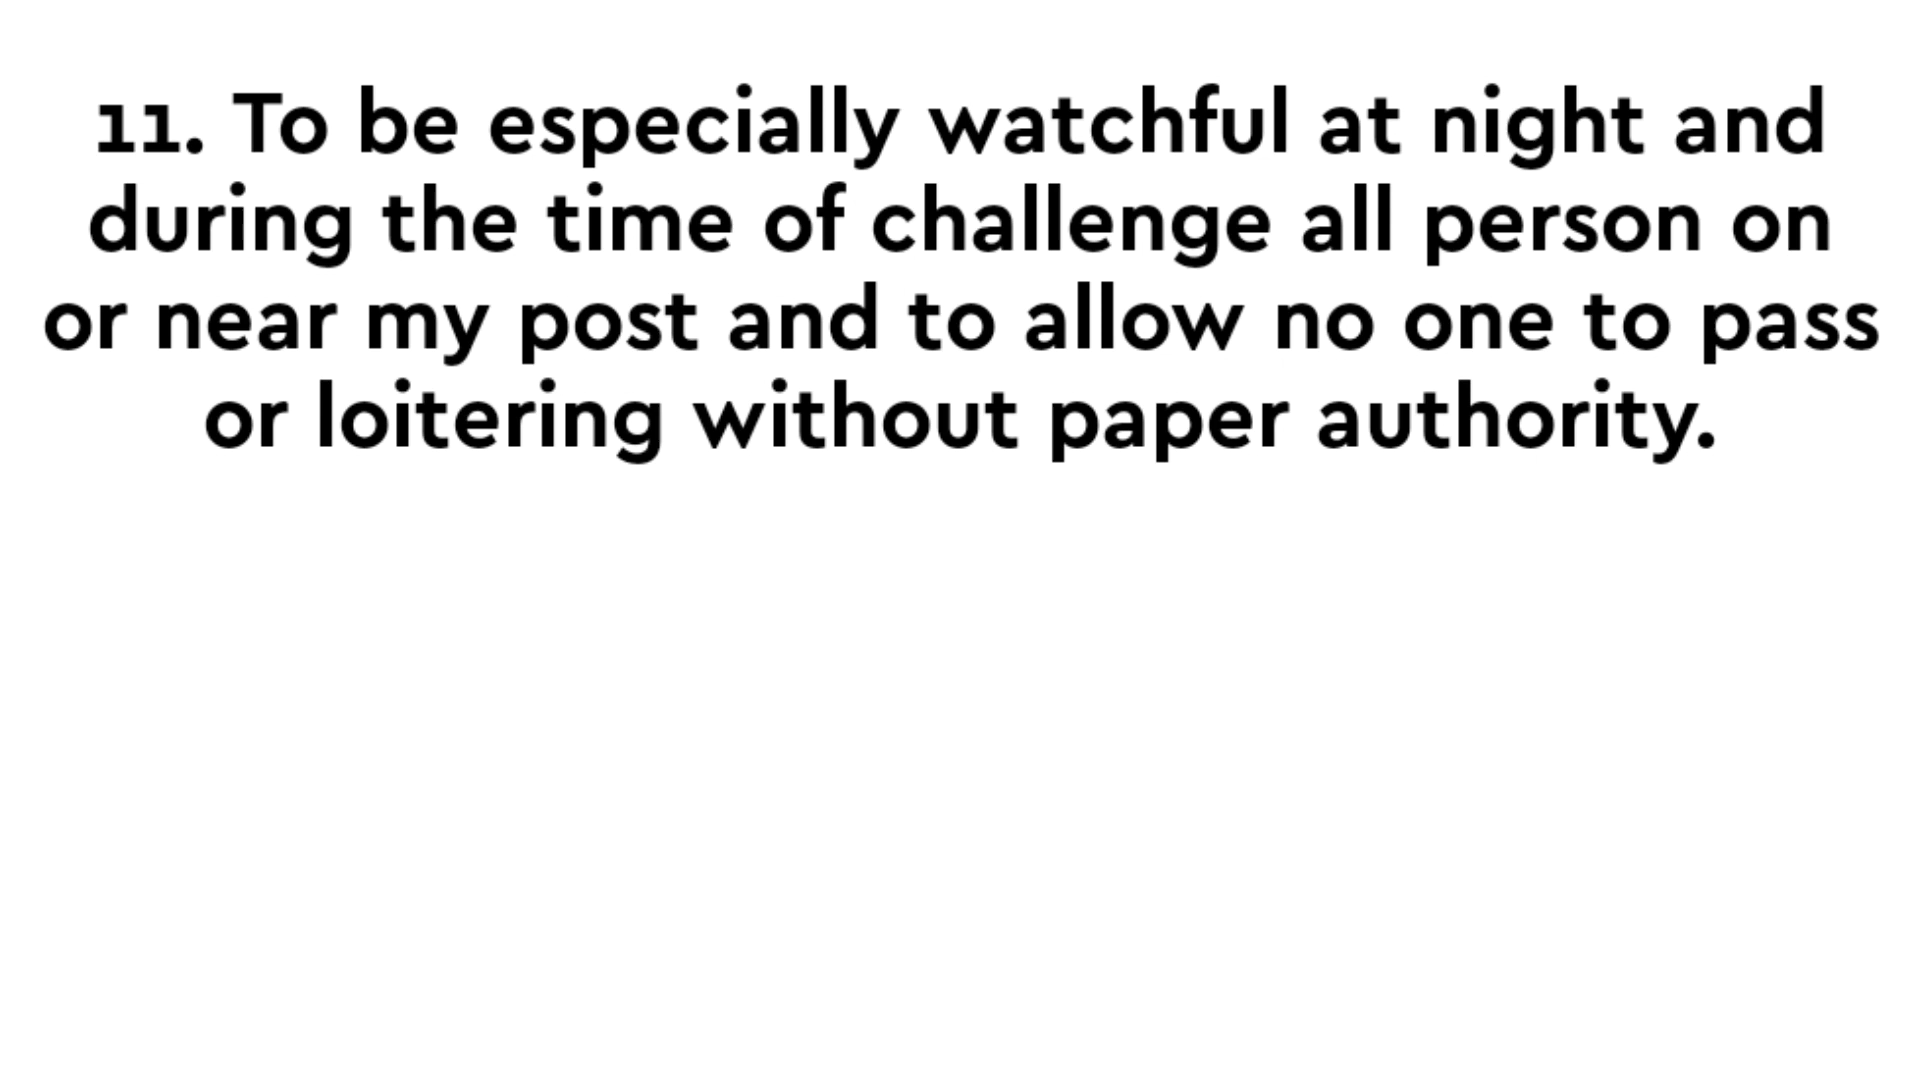 11. To be especially watchful at night and
during the time of challenge all person on
or near my post and to allow no one to pass
or loitering without paper authority.